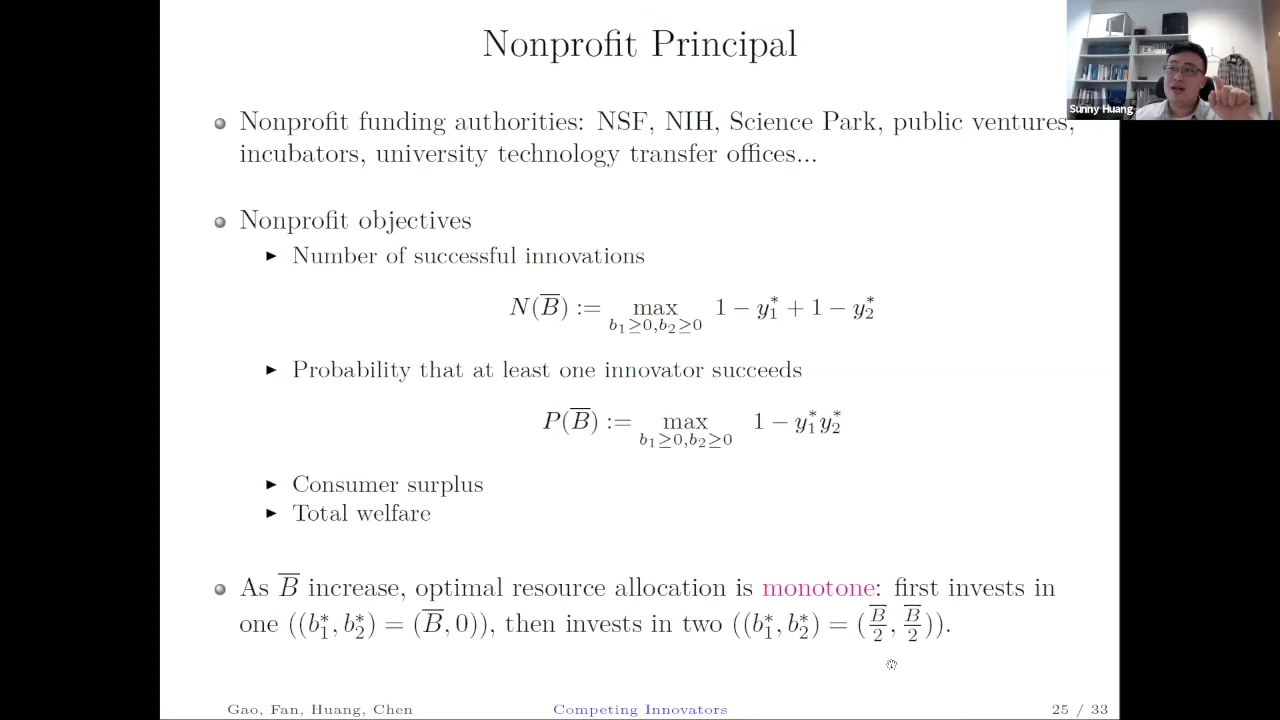 Nonprofit Principal
Sunny Huang
Nonprofit funding authorities: NSF, NIH, Science Park, public ventures,
incubators, university technology transfer offices...
Nonprofit objectives
Number of successful innovations
N(B̅) := max 1 − y₁* + 1 − y₂*
b₁≥0,b₂≥0
Probability that at least one innovator succeeds
P(B̅) := max 1 − y₁*y₂*
b₁≥0,b₂≥0
Consumer surplus
Total welfare
As B̅ increase, optimal resource allocation is monotone: first invests in
one ((b₁*, b₂*) = (B̅, 0)), then invests in two ((b₁*, b₂*) = (B̅/2, B̅/2)).
Gao, Fan, Huang, Chen Competing Innovators 25 / 33